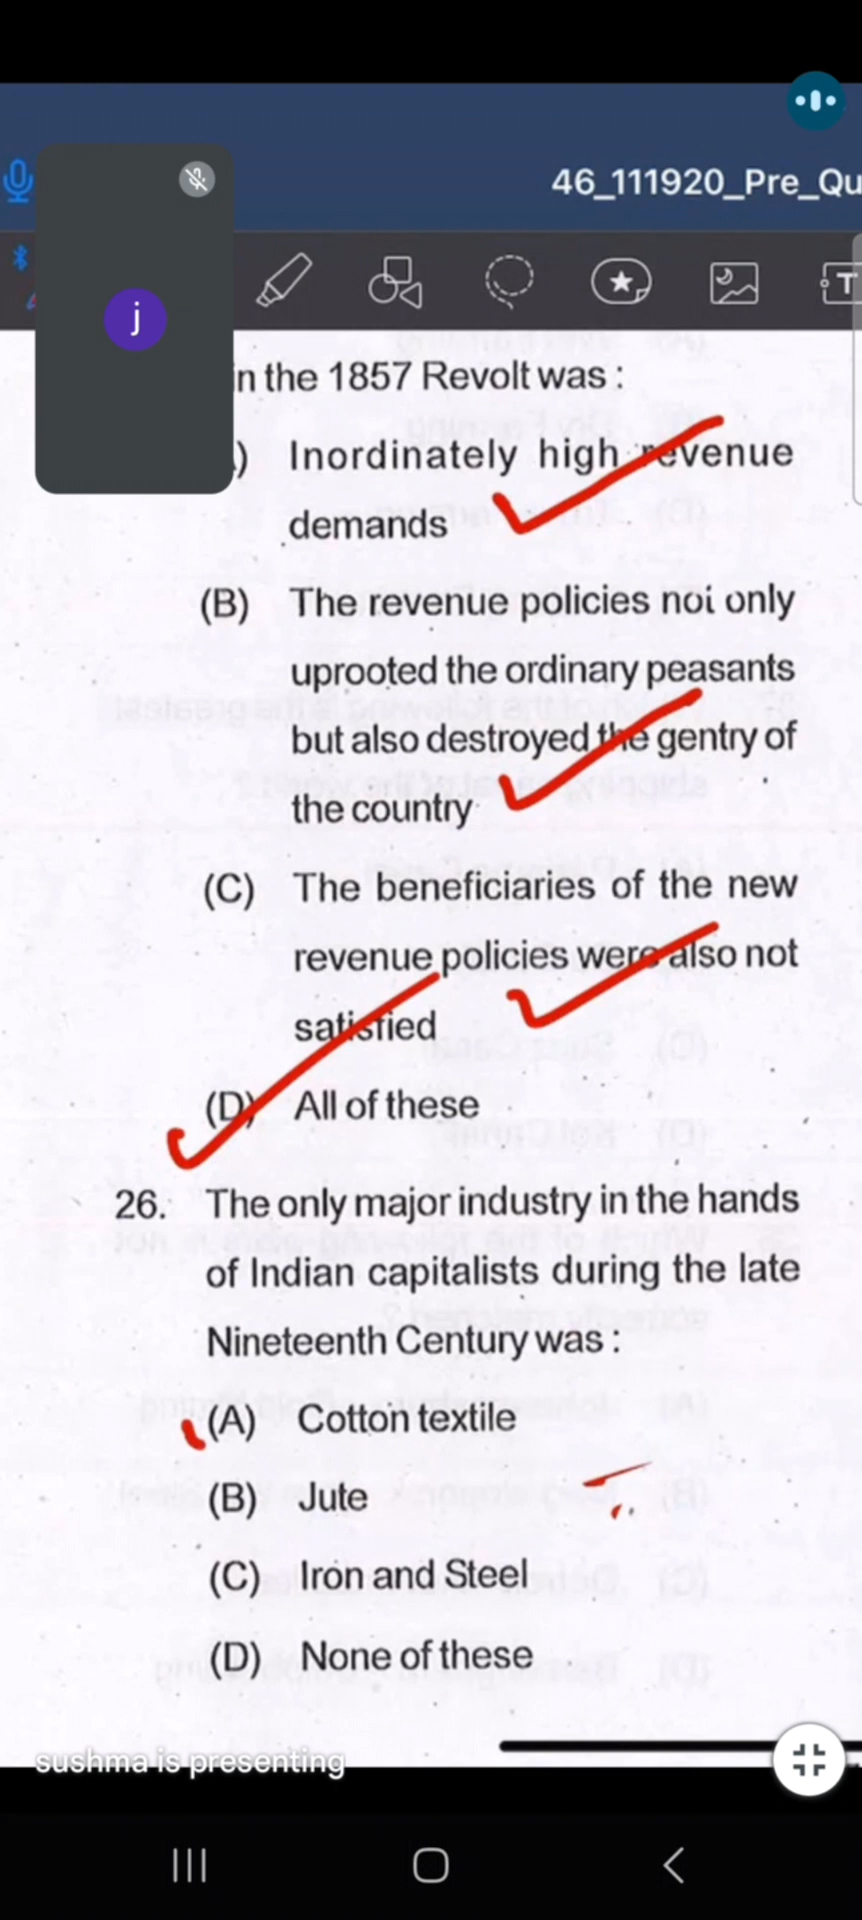 46_111920_Pre_Qu
j
in the 1857 Revolt was :
) Inordinately high revenue
demands
(B) The revenue policies not only
uprooted the ordinary peasants
but also destroyed the gentry of
the country
(C) The beneficiaries of the new
revenue policies were also not
satisfied
(D) All of these
26. The only major industry in the hands
of Indian capitalists during the late
Nineteenth Century was :
(A) Cotton textile
(B) Jute
(C) Iron and Steel
(D) None of these
sushma is presenting